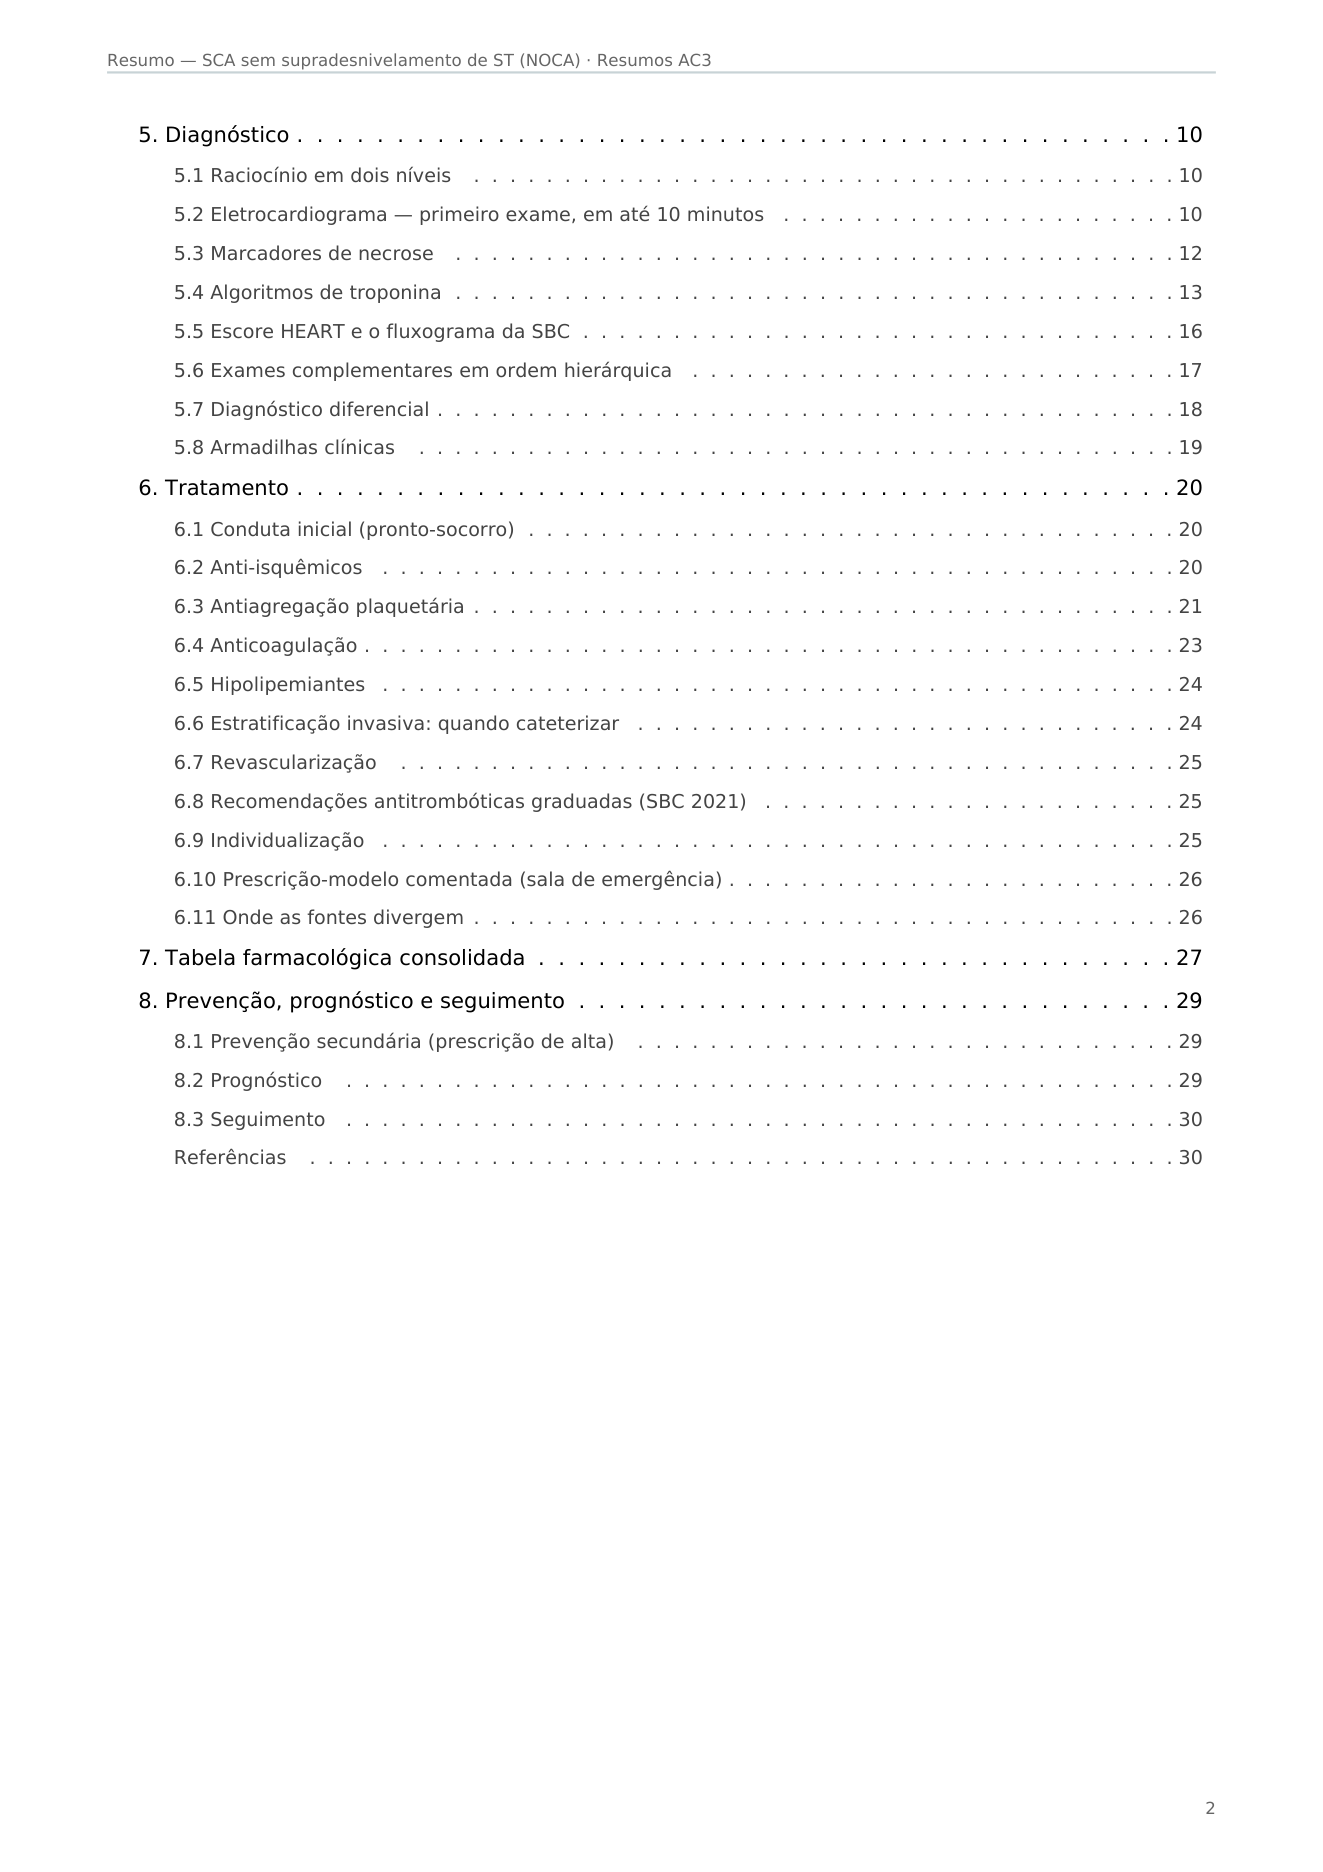 Resumo — SCA sem supradesnivelamento de ST (NOCA) · Resumos AC3
5. Diagnóstico . . . . . . . . . . . . . . . . . . . . . . . . . . . . . . . . . . . . . . . . . . . . 10
5.1 Raciocínio em dois níveis . . . . . . . . . . . . . . . . . . . . . . . . . . . . . . . . . . . . . . . 10
5.2 Eletrocardiograma — primeiro exame, em até 10 minutos . . . . . . . . . . . . . . . . . . . . . . 10
5.3 Marcadores de necrose . . . . . . . . . . . . . . . . . . . . . . . . . . . . . . . . . . . . . . . . 12
5.4 Algoritmos de troponina . . . . . . . . . . . . . . . . . . . . . . . . . . . . . . . . . . . . . . . . 13
5.5 Escore HEART e o fluxograma da SBC . . . . . . . . . . . . . . . . . . . . . . . . . . . . . . . . . 16
5.6 Exames complementares em ordem hierárquica . . . . . . . . . . . . . . . . . . . . . . . . . . . 17
5.7 Diagnóstico diferencial . . . . . . . . . . . . . . . . . . . . . . . . . . . . . . . . . . . . . . . . . 18
5.8 Armadilhas clínicas . . . . . . . . . . . . . . . . . . . . . . . . . . . . . . . . . . . . . . . . . . 19
6. Tratamento . . . . . . . . . . . . . . . . . . . . . . . . . . . . . . . . . . . . . . . . . . . . 20
6.1 Conduta inicial (pronto-socorro) . . . . . . . . . . . . . . . . . . . . . . . . . . . . . . . . . . . . 20
6.2 Anti-isquêmicos . . . . . . . . . . . . . . . . . . . . . . . . . . . . . . . . . . . . . . . . . . . . 20
6.3 Antiagregação plaquetária . . . . . . . . . . . . . . . . . . . . . . . . . . . . . . . . . . . . . . . 21
6.4 Anticoagulação . . . . . . . . . . . . . . . . . . . . . . . . . . . . . . . . . . . . . . . . . . . . . 23
6.5 Hipolipemiantes . . . . . . . . . . . . . . . . . . . . . . . . . . . . . . . . . . . . . . . . . . . . 24
6.6 Estratificação invasiva: quando cateterizar . . . . . . . . . . . . . . . . . . . . . . . . . . . . . . 24
6.7 Revascularização . . . . . . . . . . . . . . . . . . . . . . . . . . . . . . . . . . . . . . . . . . . 25
6.8 Recomendações antitrombóticas graduadas (SBC 2021) . . . . . . . . . . . . . . . . . . . . . . . 25
6.9 Individualização . . . . . . . . . . . . . . . . . . . . . . . . . . . . . . . . . . . . . . . . . . . . 25
6.10 Prescrição-modelo comentada (sala de emergência) . . . . . . . . . . . . . . . . . . . . . . . . . 26
6.11 Onde as fontes divergem . . . . . . . . . . . . . . . . . . . . . . . . . . . . . . . . . . . . . . . 26
7. Tabela farmacológica consolidada . . . . . . . . . . . . . . . . . . . . . . . . . . . . . . . . 27
8. Prevenção, prognóstico e seguimento . . . . . . . . . . . . . . . . . . . . . . . . . . . . . . 29
8.1 Prevenção secundária (prescrição de alta) . . . . . . . . . . . . . . . . . . . . . . . . . . . . . . 29
8.2 Prognóstico . . . . . . . . . . . . . . . . . . . . . . . . . . . . . . . . . . . . . . . . . . . . . . 29
8.3 Seguimento . . . . . . . . . . . . . . . . . . . . . . . . . . . . . . . . . . . . . . . . . . . . . . 30
Referências . . . . . . . . . . . . . . . . . . . . . . . . . . . . . . . . . . . . . . . . . . . . . . . . 30
2